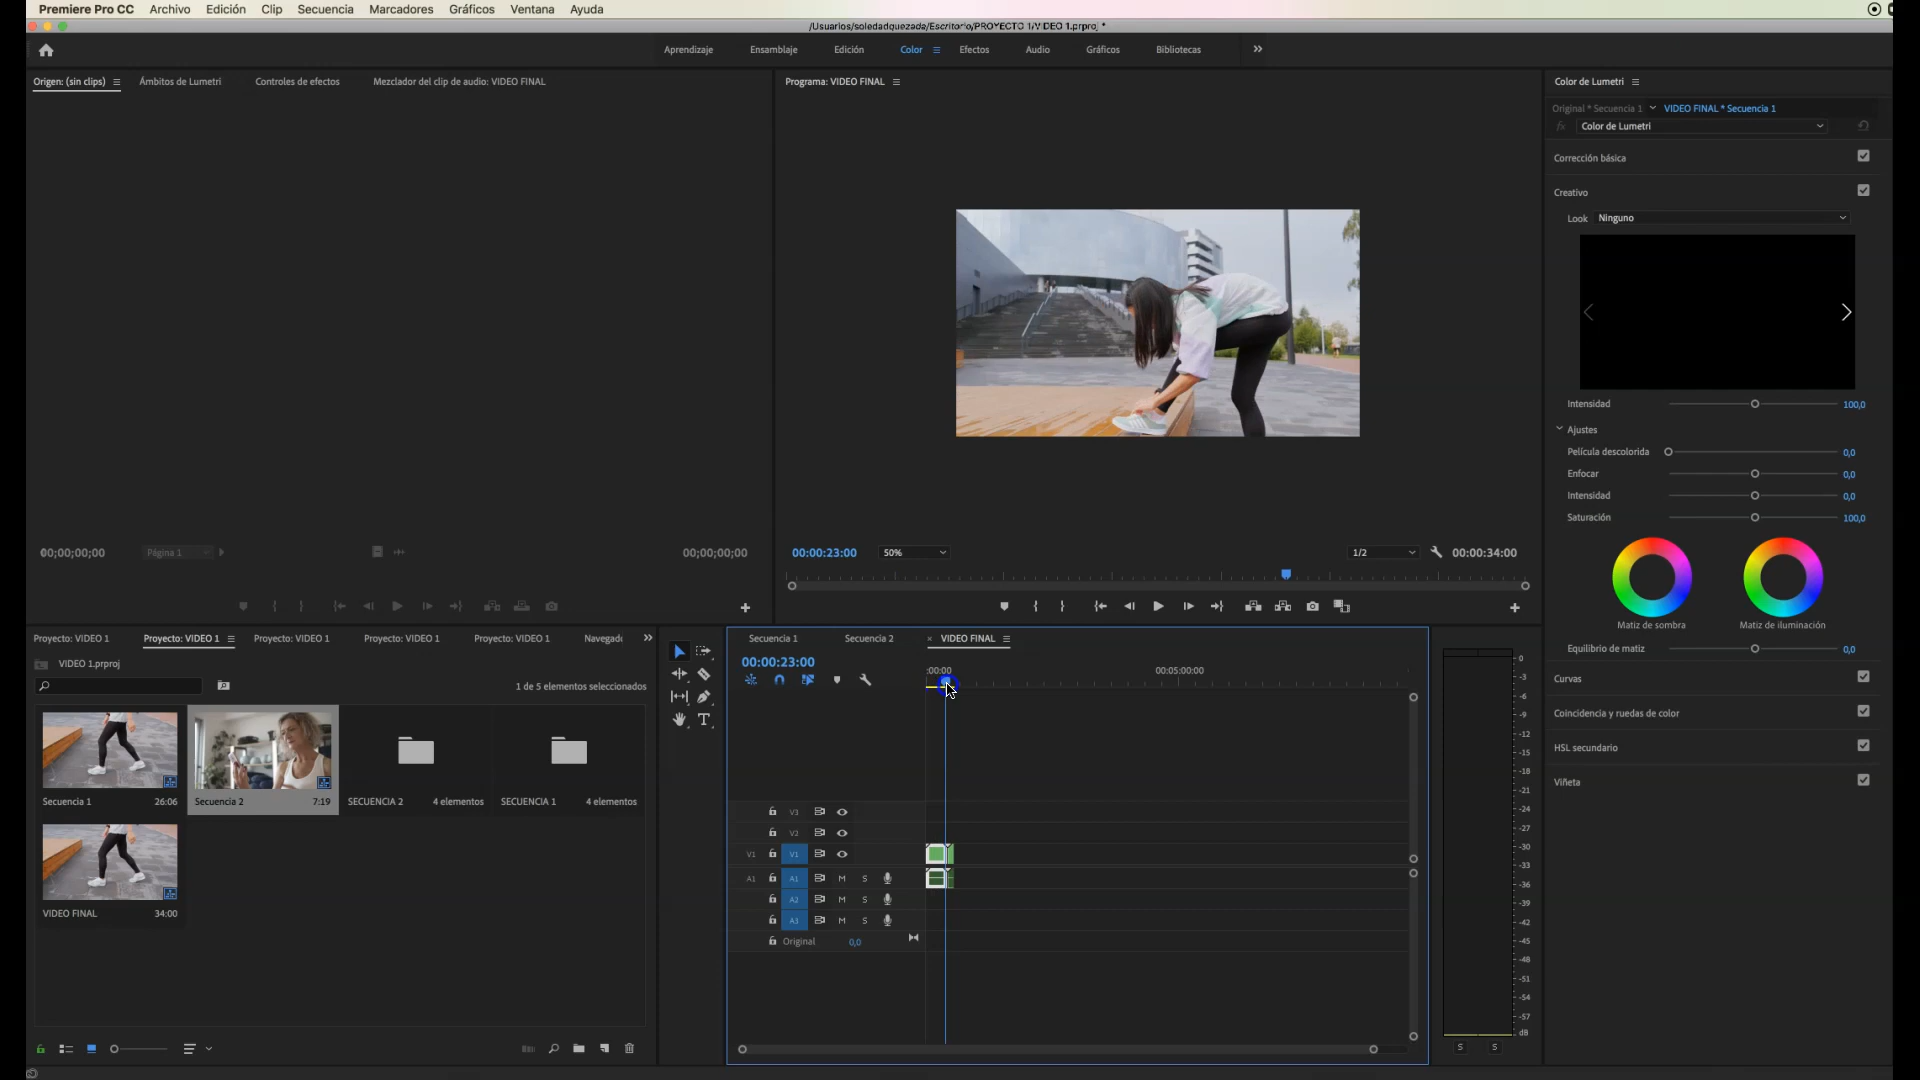 Premiere Pro CC Archivo Edición Clip Secuencia Marcadores Gráficos Ventana Ayuda
/Usuarios/soledadquezada/Escritorio/PROYECTO 1/VIDEO 1.prproj *
Aprendizaje Ensamblaje Edición Color Efectos Audio Gráficos Bibliotecas
Origen: (sin clips) Ámbitos de Lumetri Controles de efectos Mezclador del clip de audio: VIDEO FINAL
Programa: VIDEO FINAL
Color de Lumetri
Original * Secuencia 1 VIDEO FINAL * Secuencia 1
fx Color de Lumetri
Corrección básica
Creativo
Look Ninguno
Intensidad 100,0
Ajustes
Película descolorida 0,0
Enfocar 0,0
Intensidad 0,0
Saturación 100,0
Matiz de sombra Matiz de iluminación
Equilibrio de matiz 0,0
Curvas
Coincidencia y ruedas de color
HSL secundario
Viñeta
00;00;00;00 Página 1 00;00;00;00
00:00:23:00 50% 1/2 00:00:34:00
Proyecto: VIDEO 1 Proyecto: VIDEO 1 Proyecto: VIDEO 1 Proyecto: VIDEO 1 Proyecto: VIDEO 1 Navegadc
VIDEO 1.prproj
1 de 5 elementos seleccionados
Secuencia 1 26:06
Secuencia 2 7:19
SECUENCIA 2 4 elementos
SECUENCIA 1 4 elementos
VIDEO FINAL 34:00
T
Secuencia 1 Secuencia 2 × VIDEO FINAL
00:00:23:00
:00:00 00:05:00:00
V3
V2
V1 V1
A1 A1 M S
A2 M S
A3 M S
Original 0,0
0
-3
-6
-9
-12
-15
-18
-21
-24
-27
-30
-33
-36
-39
-42
-45
-48
-51
-54
-57
dB
S S